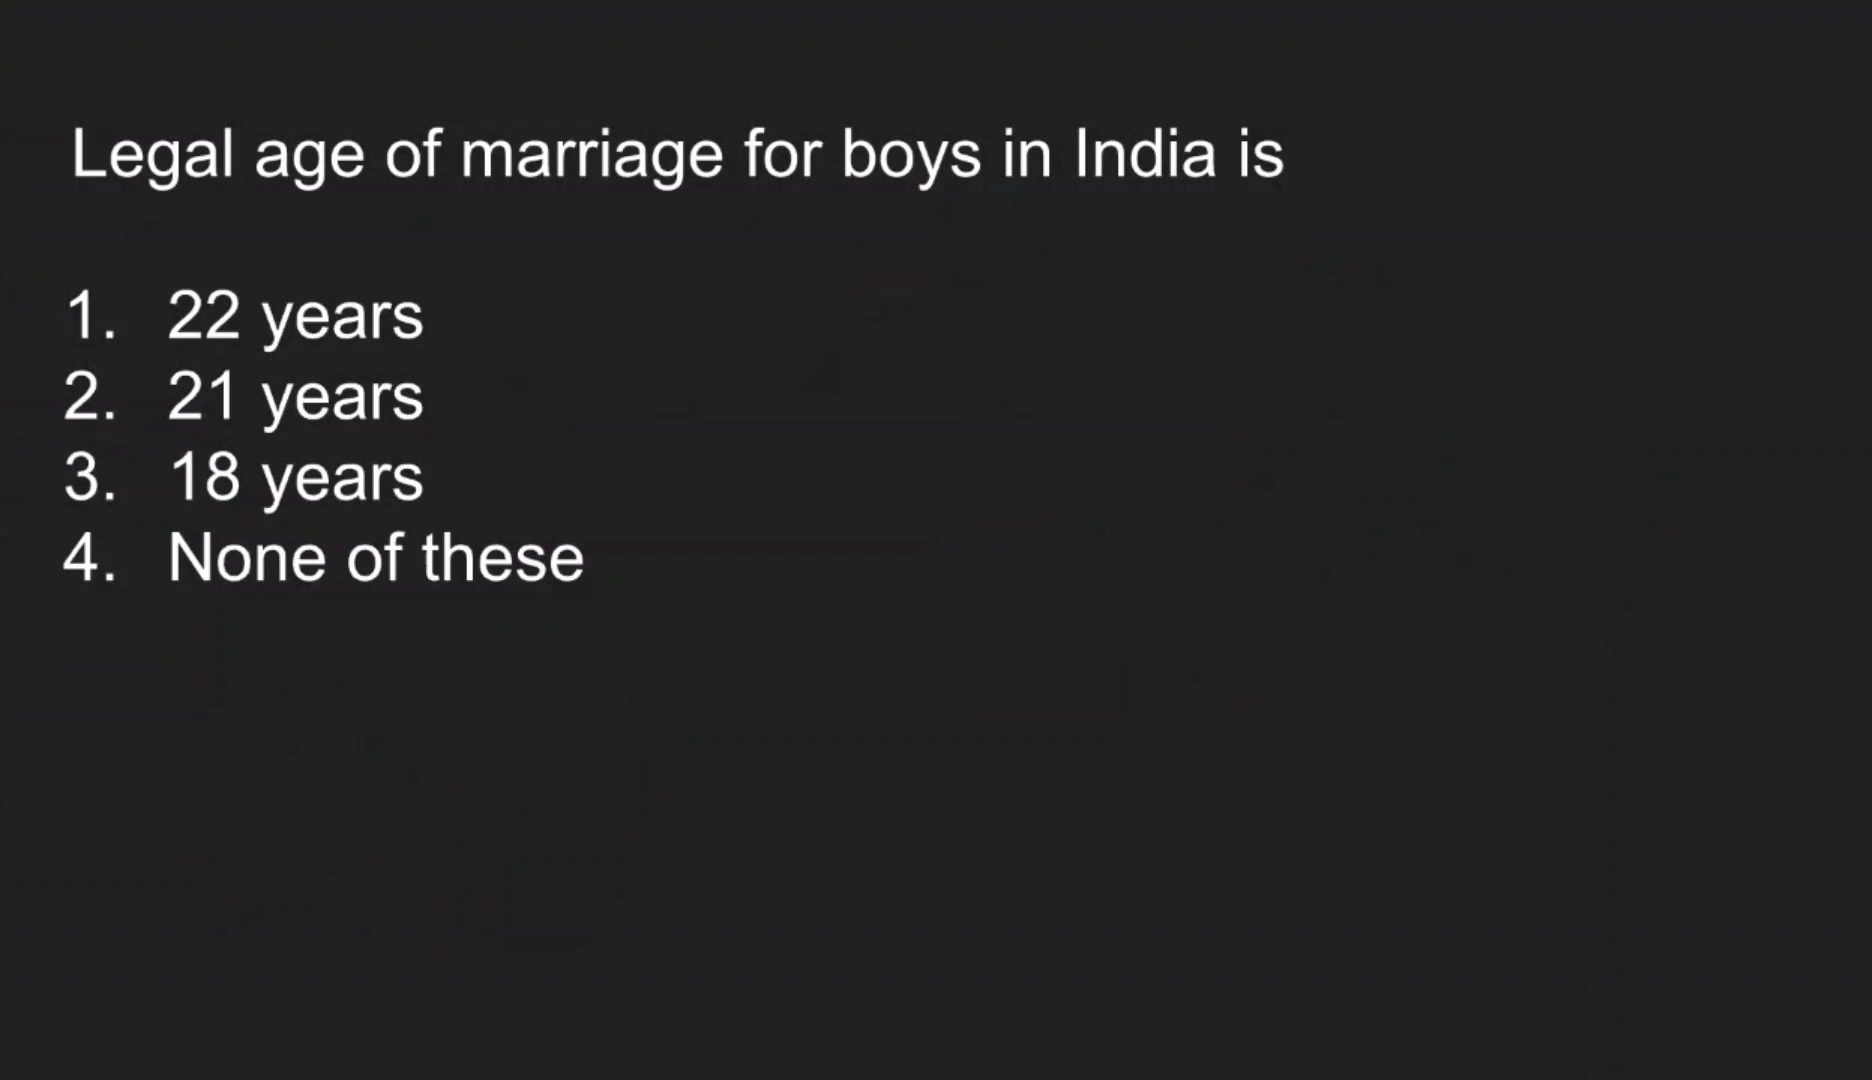 Legal age of marriage for boys in India is
1. 22 years
2. 21 years
3. 18 years
4. None of these